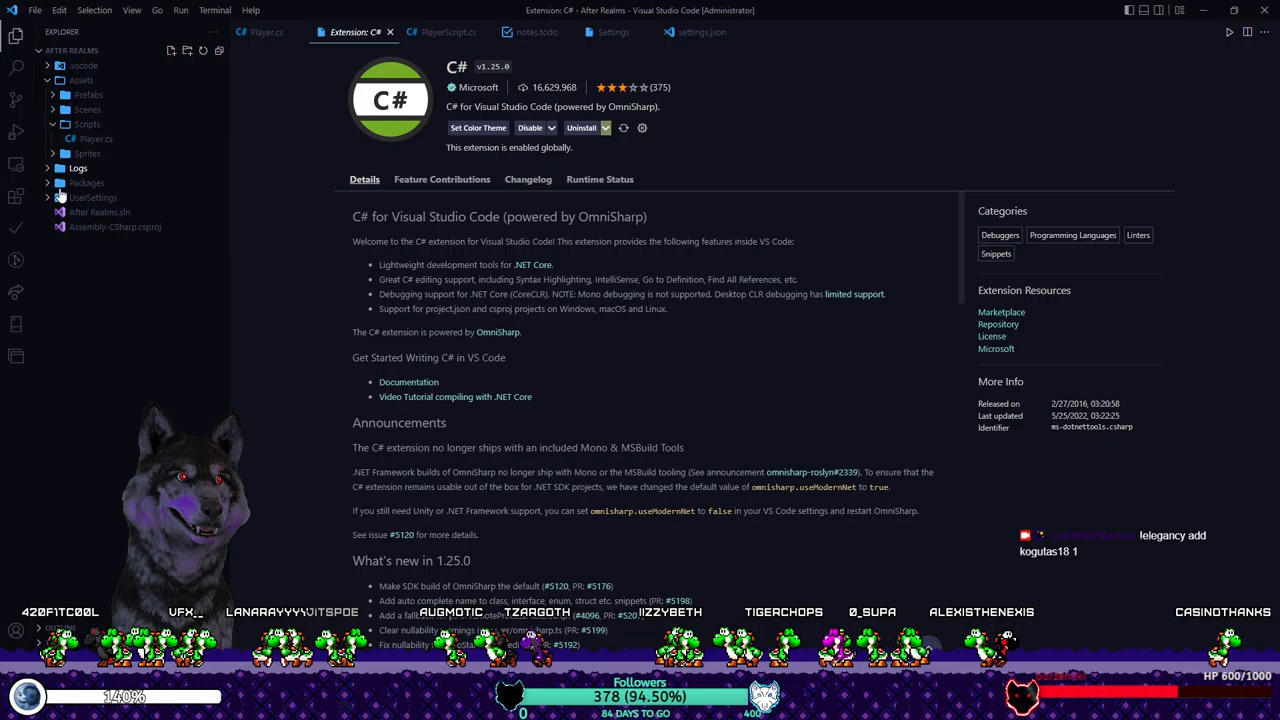 File Edit Selection View Go Run Terminal Help
Extension: C# - After Realms - Visual Studio Code [Administrator]
EXPLORER
AFTER REALMS
.vscode
Assets
Prefabs
Scenes
Scripts
C# Player.cs
Sprites
Logs
Packages
UserSettings
After Realms.sln
Assembly-CSharp.csproj
OUTLINE
Player.cs
Extension: C#
PlayerScript.cs
notes.todo
Settings
settings.json
C#
C# v1.25.0
Microsoft 16,629,968 (375)
C# for Visual Studio Code (powered by OmniSharp).
Set Color Theme Disable Uninstall
This extension is enabled globally.
Details Feature Contributions Changelog Runtime Status
C# for Visual Studio Code (powered by OmniSharp)
Welcome to the C# extension for Visual Studio Code! This extension provides the following features inside VS Code:
• Lightweight development tools for .NET Core.
• Great C# editing support, including Syntax Highlighting, IntelliSense, Go to Definition, Find All References, etc.
• Debugging support for .NET Core (CoreCLR). NOTE: Mono debugging is not supported. Desktop CLR debugging has limited support.
• Support for project.json and csproj projects on Windows, macOS and Linux.
The C# extension is powered by OmniSharp.
Get Started Writing C# in VS Code
• Documentation
• Video Tutorial compiling with .NET Core
Announcements
The C# extension no longer ships with an included Mono & MSBuild Tools
.NET Framework builds of OmniSharp no longer ship with Mono or the MSBuild tooling (See announcement omnisharp-roslyn#2339). To ensure that the
C# extension remains usable out of the box for .NET SDK projects, we have changed the default value of omnisharp.useModernNet to true.
If you still need Unity or .NET Framework support, you can set omnisharp.useModernNet to false in your VS Code settings and restart OmniSharp.
See issue #5120 for more details.
What's new in 1.25.0
• Make SDK build of OmniSharp the default (#5120, PR: #5176)
• Add auto complete name to class, interface, enum, struct etc. snippets (PR: #5198)
• Add a fallback
(#4096,
• Clear nullability
(PR: #5199)
• Fix
#5192)
Categories
Debuggers Programming Languages Linters
Snippets
Extension Resources
Marketplace
Repository
License
Microsoft
More Info
Released on 2/27/2016, 03:20:58
Last updated 5/25/2022, 03:22:25
Identifier ms-dotnettools.csharp
!elegancy add
kogutas18 1
420F1TC00L VFX__ LANARAYYYY JITSPOE AUGMOTIC TZARGOTH IIZZYBETH TIGERCHOPS 0_SUPA ALEXISTHENEXIS CASINOTHANKS
140%
Followers
378 (94.50%)
0 84 DAYS TO GO 400
HP 600/1000